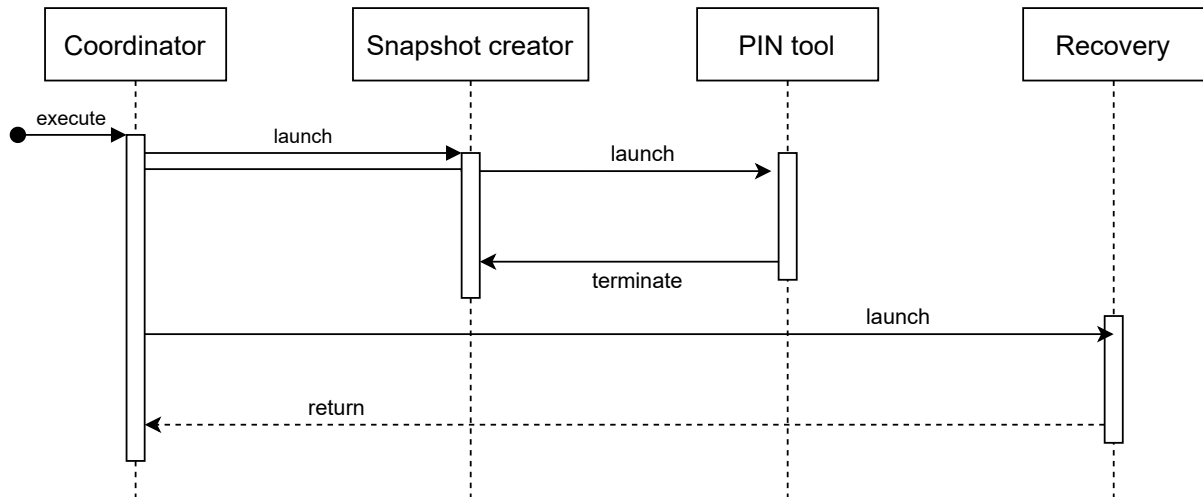 Coordinator
Snapshot creator
PIN tool
Recovery
execute
launch
launch
terminate
launch
return